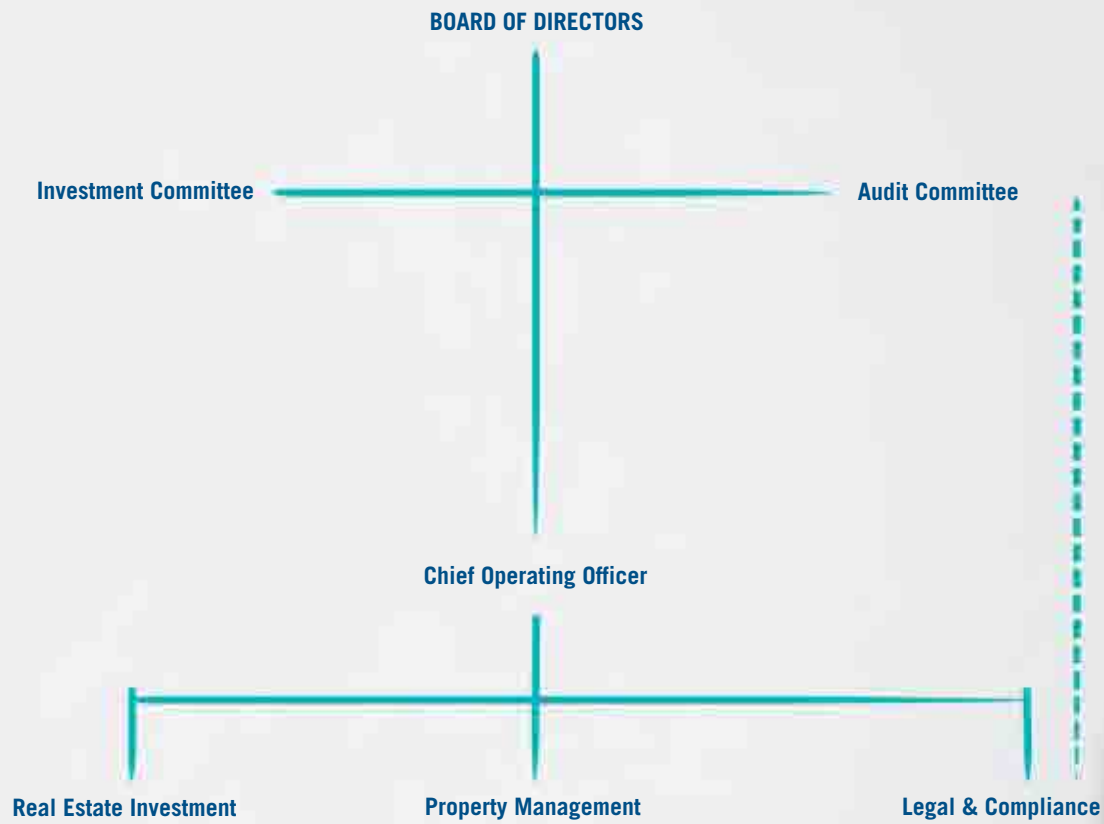 BOARD OF DIRECTORS
Investment Committee
Audit Committee
Chief Operating Officer
Real Estate Investment
Property Management
Legal & Compliance